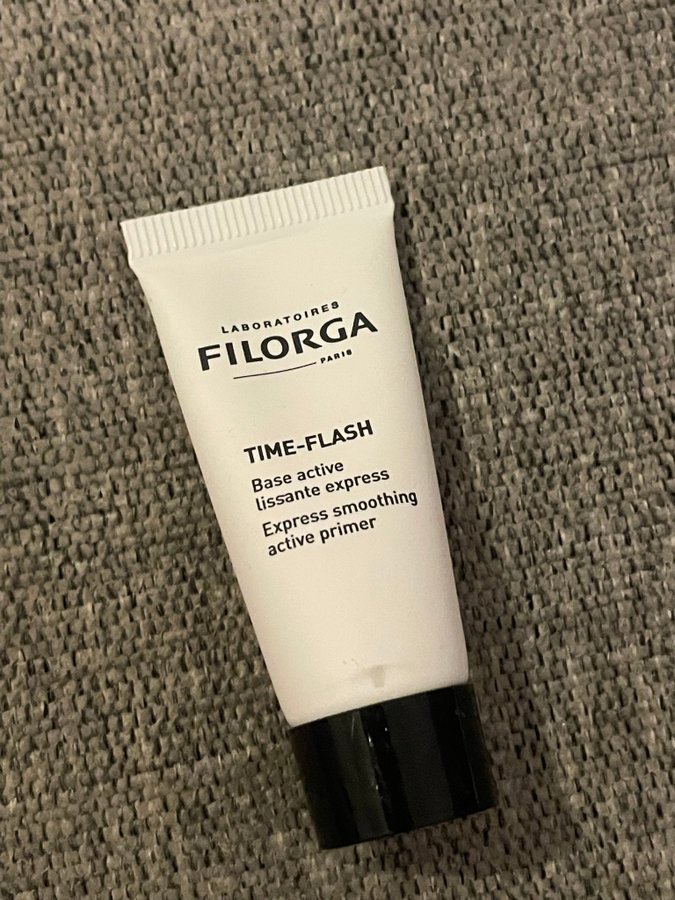 LABORATOIRES
FILORGA
PARIS
TIME-FLASH
Base active
lissante express
Express smoothing
active primer